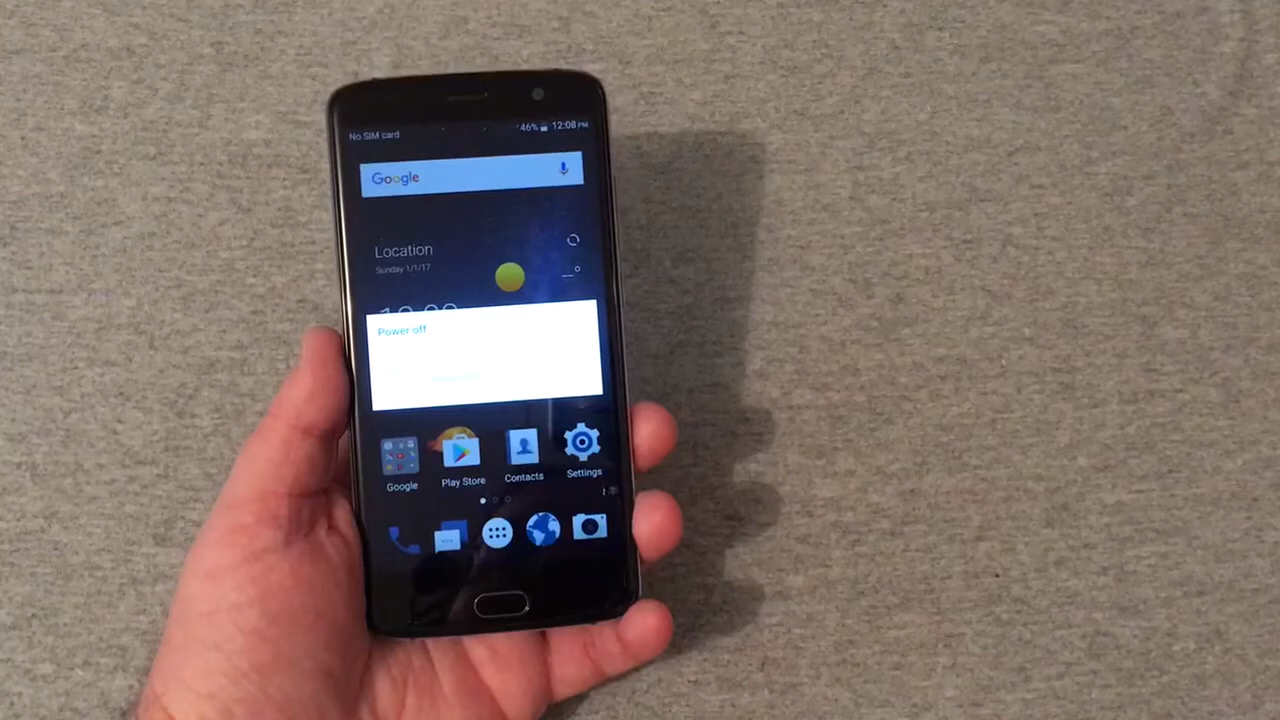 No SIM card
46% 12:08 PM
Google
Location
Sunday 1/1/17
Power off
Google Play Store Contacts Settings